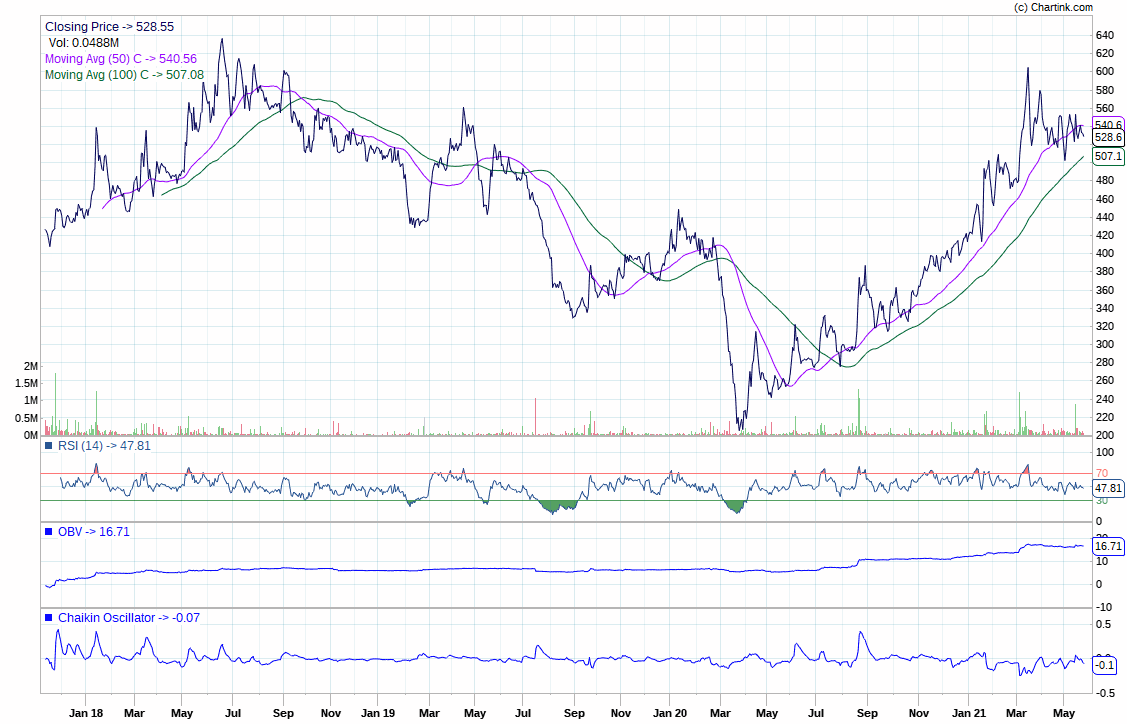 (c) Chartink.com
Closing Price -> 528.55
Vol: 0.0488M
Moving Avg (50) C -> 540.56
Moving Avg (100) C -> 507.08
640
620
600
580
560
540.6
528.6
507.1
480
460
440
420
400
380
360
340
320
300
280
260
240
220
200
2M
1.5M
1M
0.5M
0M
RSI (14) -> 47.81
100
70
47.81
30
0
OBV -> 16.71
20
16.71
10
0
-10
Chaikin Oscillator -> -0.07
0.5
0.0
-0.1
-0.5
Jan 18 Mar May Jul Sep Nov Jan 19 Mar May Jul Sep Nov Jan 20 Mar May Jul Sep Nov Jan 21 Mar May